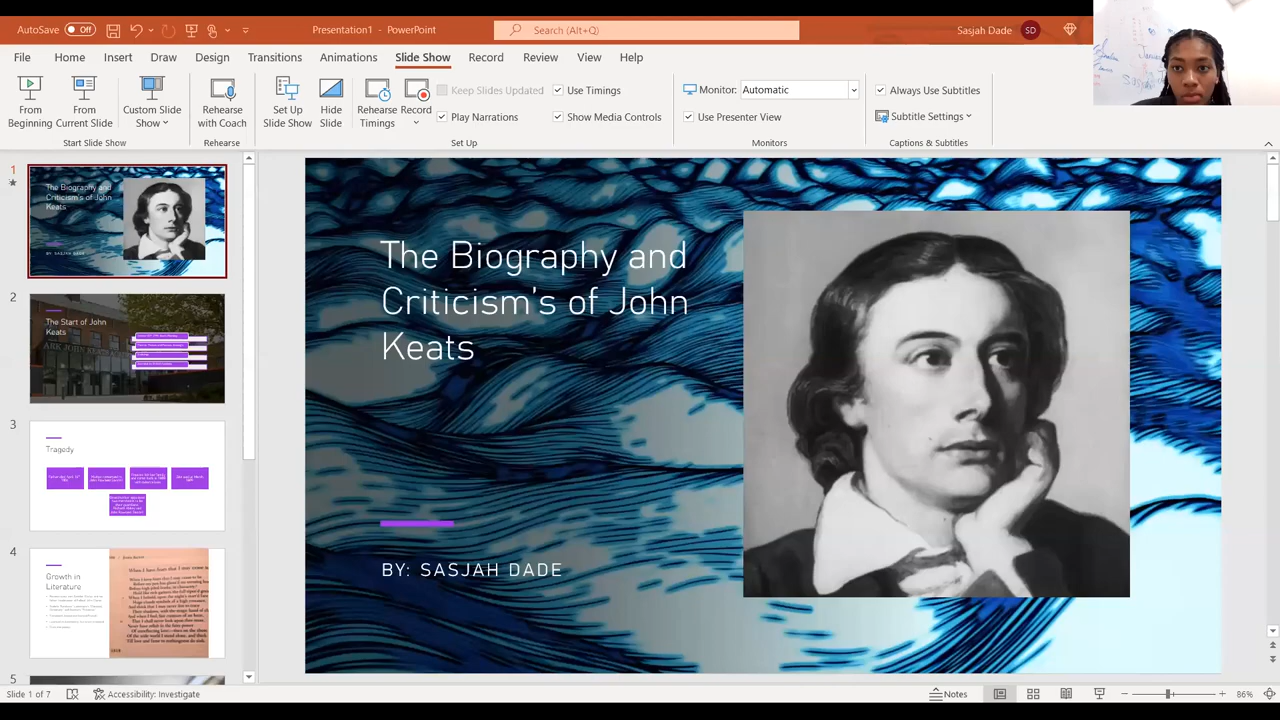 AutoSave Off
Presentation1 - PowerPoint
Search (Alt+Q)
Sasjah Dade SD
File Home Insert Draw Design Transitions Animations Slide Show Record Review View Help
From Beginning
From Current Slide
Custom Slide Show
Rehearse with Coach
Set Up Slide Show
Hide Slide
Rehearse Timings
Record
Keep Slides Updated
Play Narrations
Use Timings
Show Media Controls
Monitor: Automatic
Use Presenter View
Always Use Subtitles
Subtitle Settings
Start Slide Show
Rehearse
Set Up
Monitors
Captions & Subtitles
1
The Biography and
Criticism's of John
Keats
BY: SASJAH DADE
2
The Start of John
Keats
3
Tragedy
4
Growth in
Literature
5
The Biography and
Criticism's of John
Keats
BY: SASJAH DADE
Slide 1 of 7
Accessibility: Investigate
Notes
86%